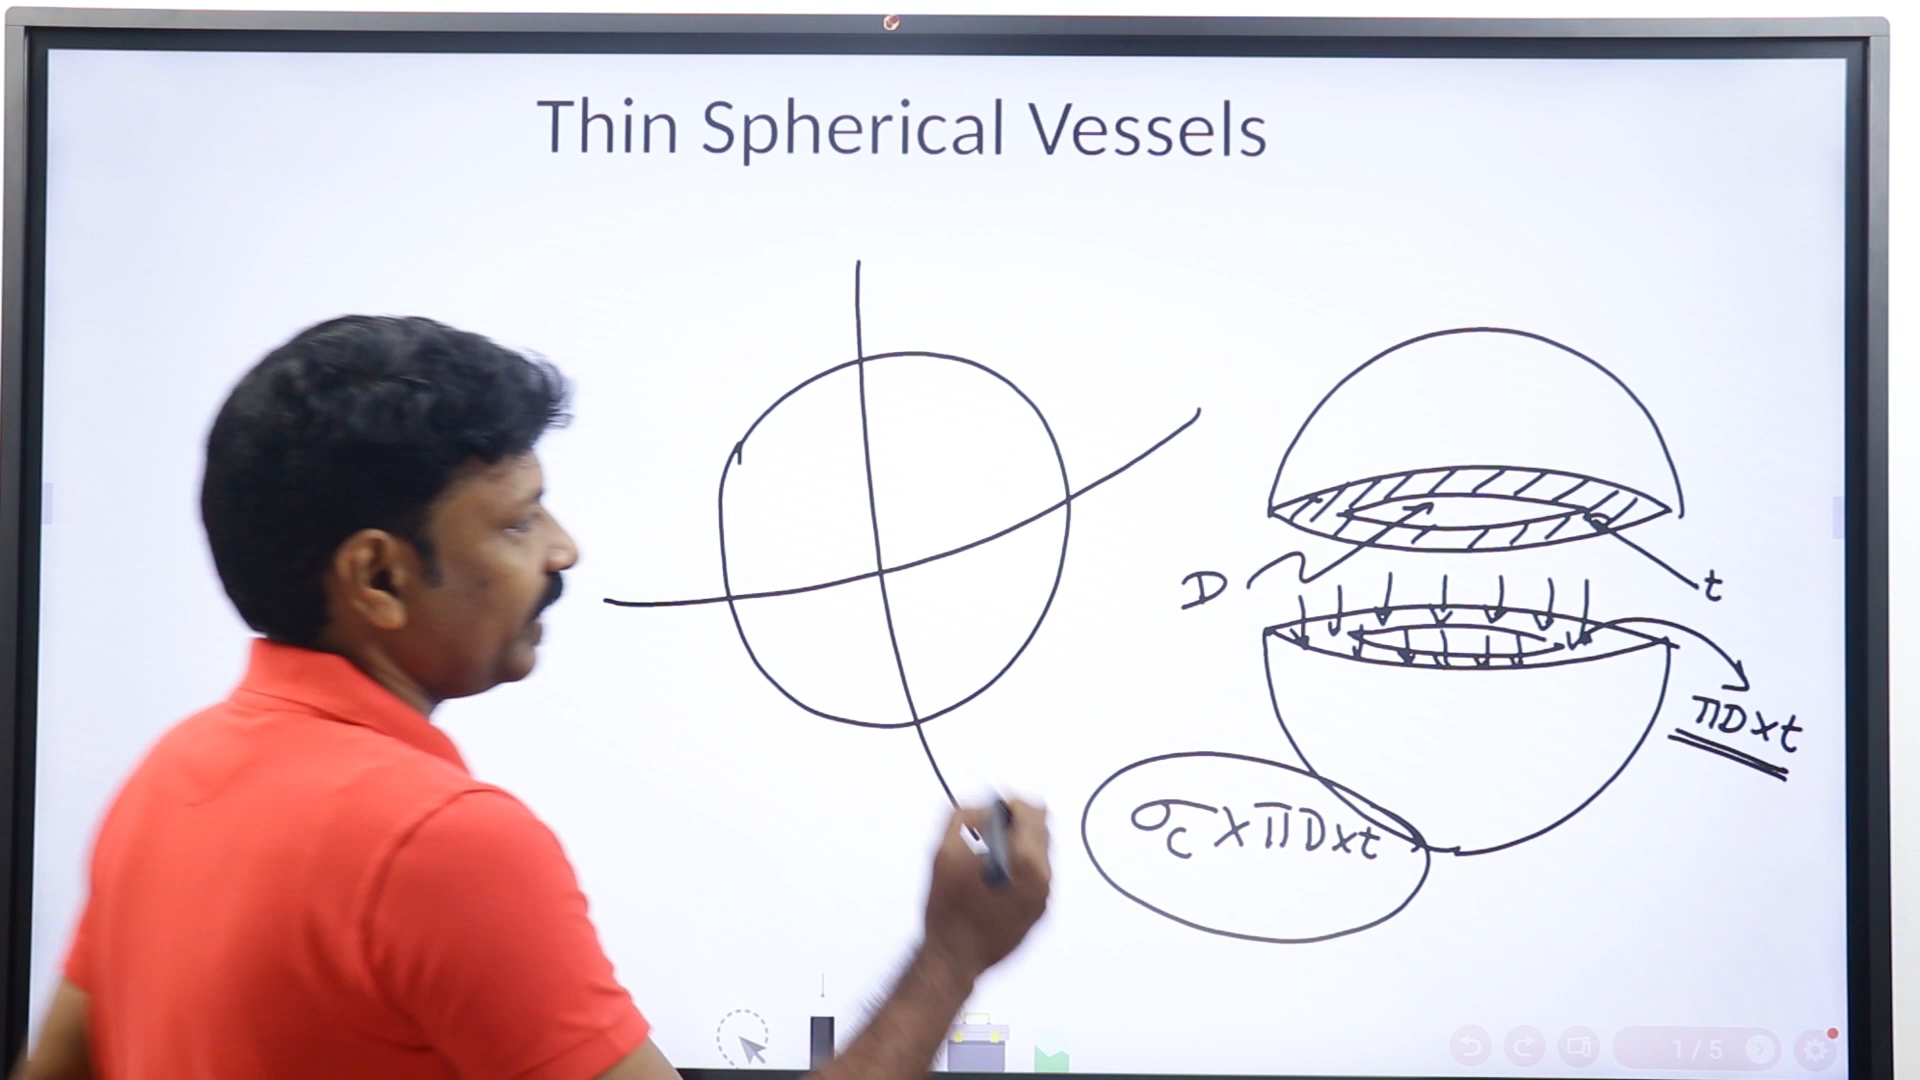 Thin Spherical Vessels
D
t
πD×t
σc×πD×t
1/5